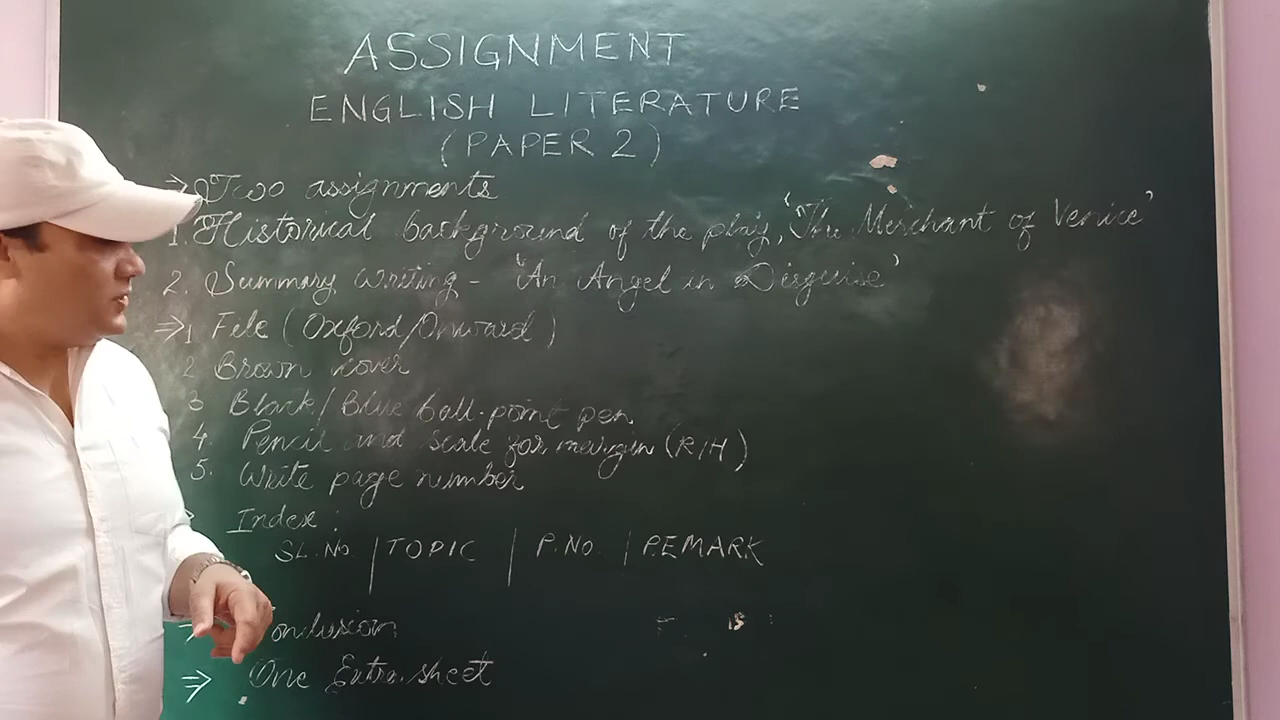 ASSIGNMENT
ENGLISH LITERATURE
(PAPER 2)
⇒ Two assignments
1. Historical background of the play, 'The Merchant of Venice'
2. Summary writing - 'An Angel in Disguise'
⇒ 1 File (Oxford/Onward)
2 Brown cover
3 Black/Blue ball-point pen
4. Pencil and scale for margin (R/H)
5. Write page number
Index:
SL.No. | TOPIC | P.NO. | REMARK
⇒ onclusion
⇒ One Extra sheet